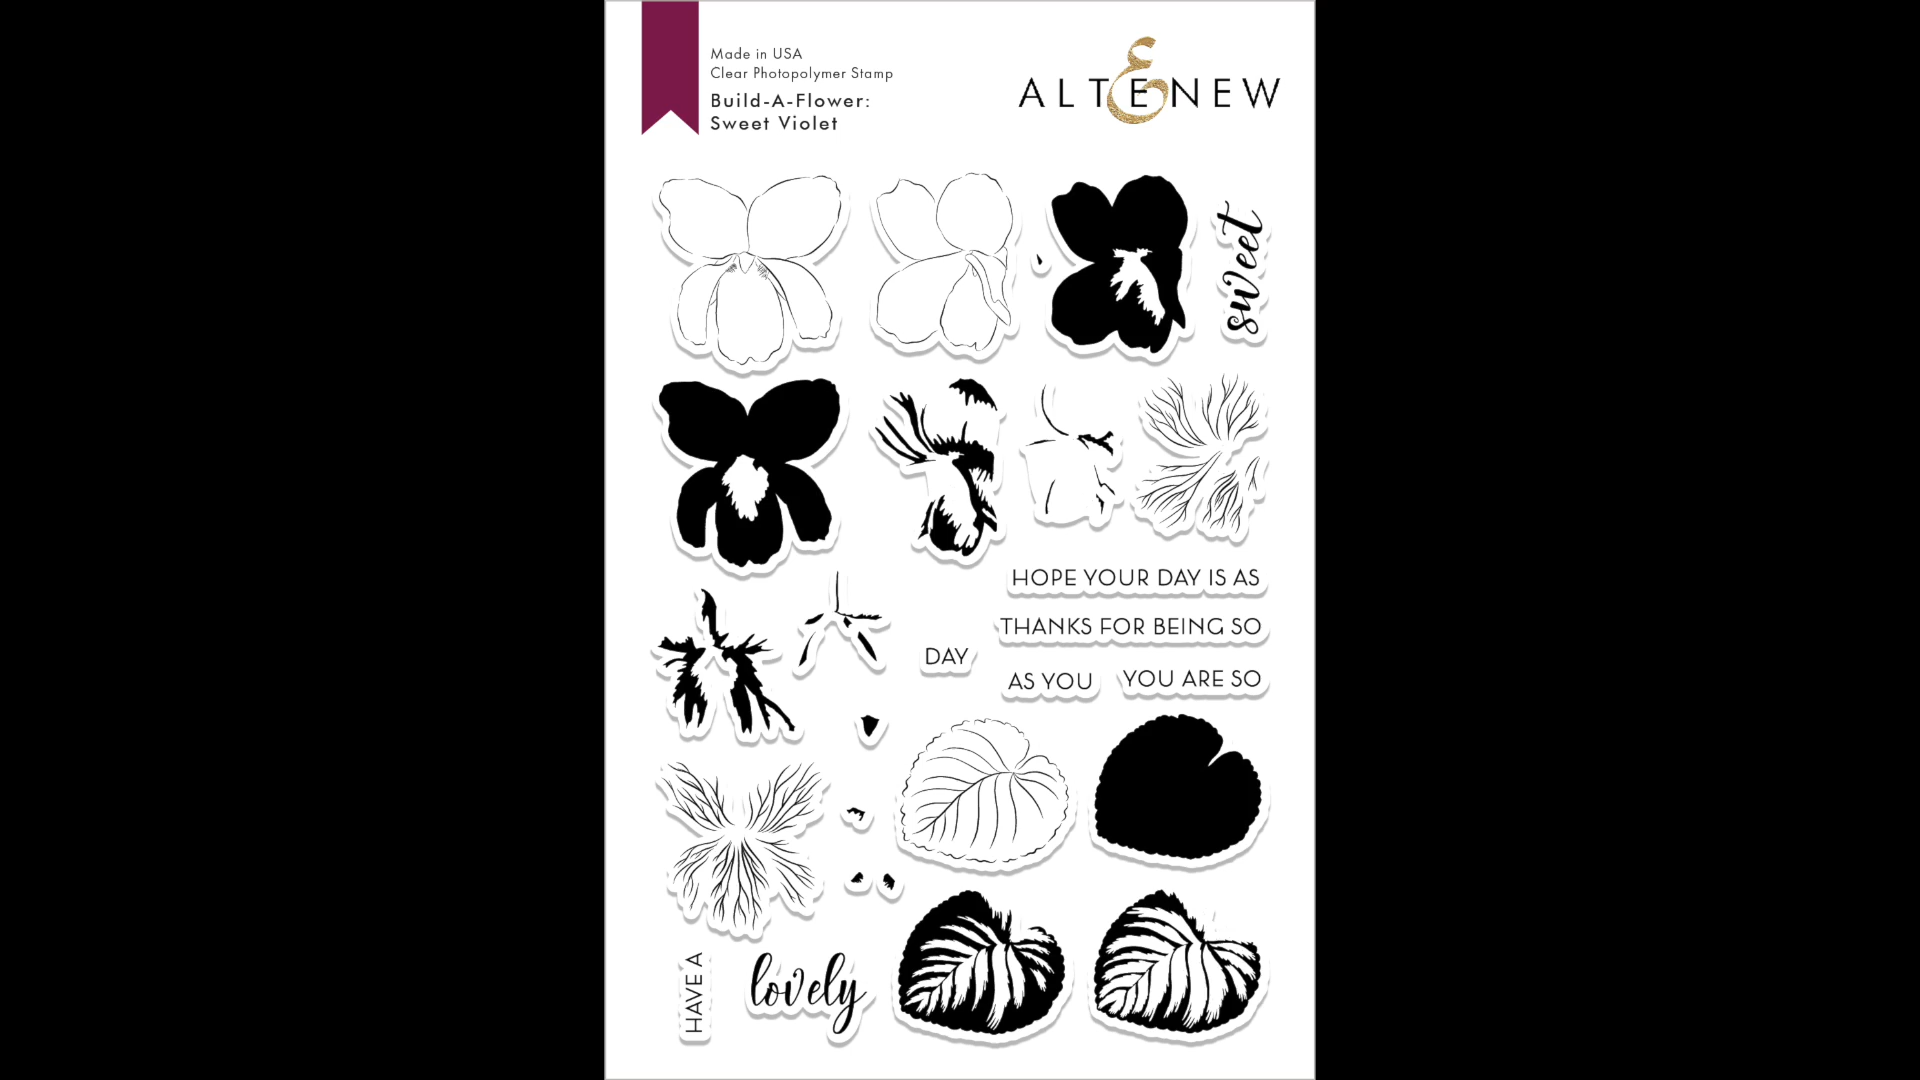 Made in USA
Clear Photopolymer Stamp
Build-A-Flower:
Sweet Violet
ALTENEW
sweet
HOPE YOUR DAY IS AS
THANKS FOR BEING SO
DAY
AS YOU
YOU ARE SO
HAVE A
lovely